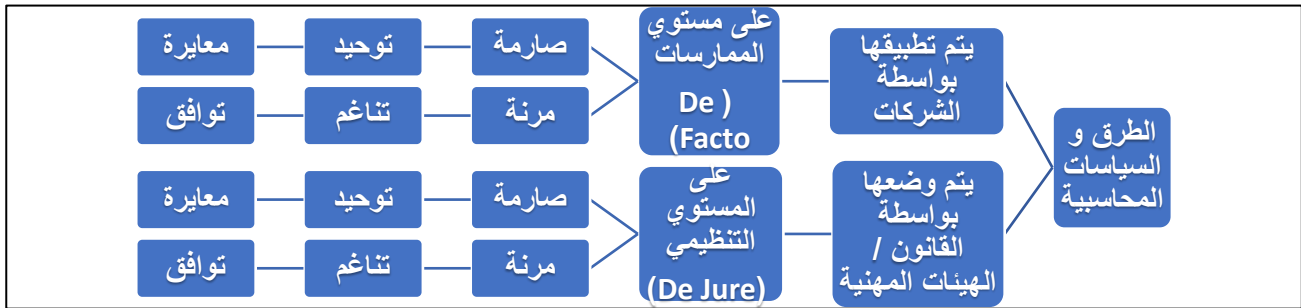 الطرق و
السياسات
المحاسبية
يتم تطبيقها
بواسطة
الشركات
على مستوي
الممارسات
De )
(Facto
صارمة
توحيد
معايرة
مرنة
تناغم
توافق
يتم وضعها
بواسطة
القانون /
الهيئات المهنية
على
المستوي
التنظيمي
(De Jure)
صارمة
توحيد
معايرة
مرنة
تناغم
توافق